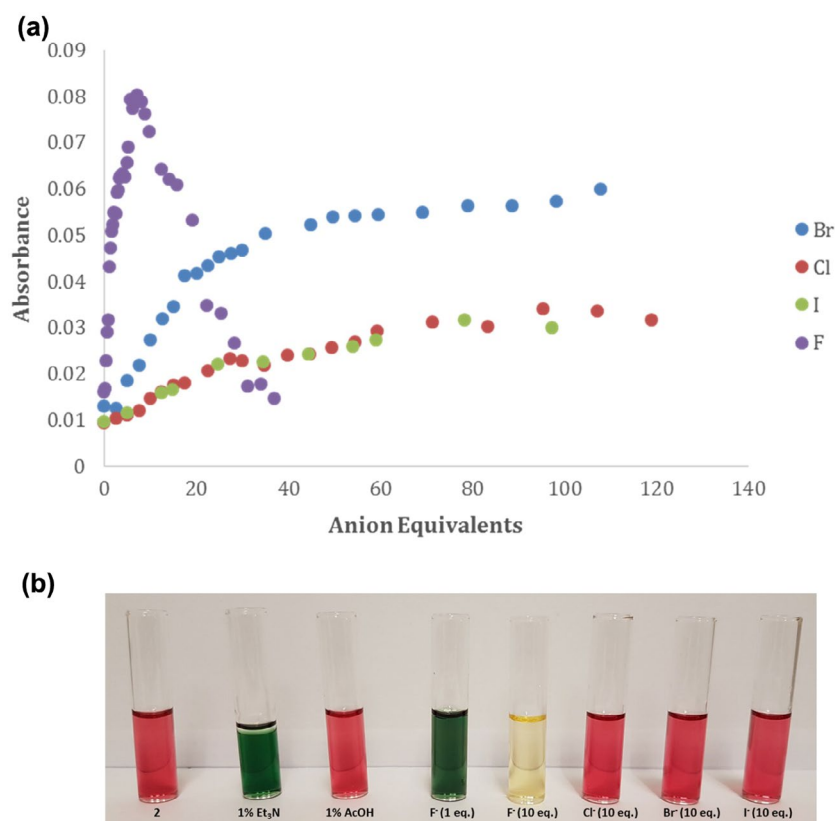 (a)
0.09
0.08
0.07
0.06
0.05
0.04
0.03
0.02
0.01
0
Absorbance
0 20 40 60 80 100 120 140
Anion Equivalents
Br
Cl
I
F
(b)
2 1% Et₃N 1% AcOH F⁻ (1 eq.) F⁻ (10 eq.) Cl⁻ (10 eq.) Br⁻ (10 eq.) I⁻ (10 eq.)